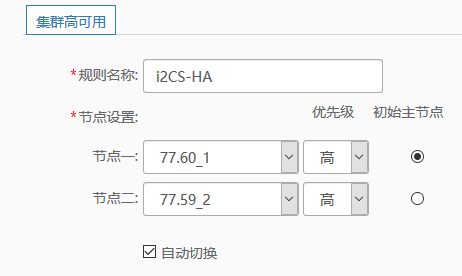 集群高可用
*规则名称: i2CS-HA
*节点设置: 优先级 初始主节点
节点一: 77.60_1 高
节点二: 77.59_2 高
自动切换